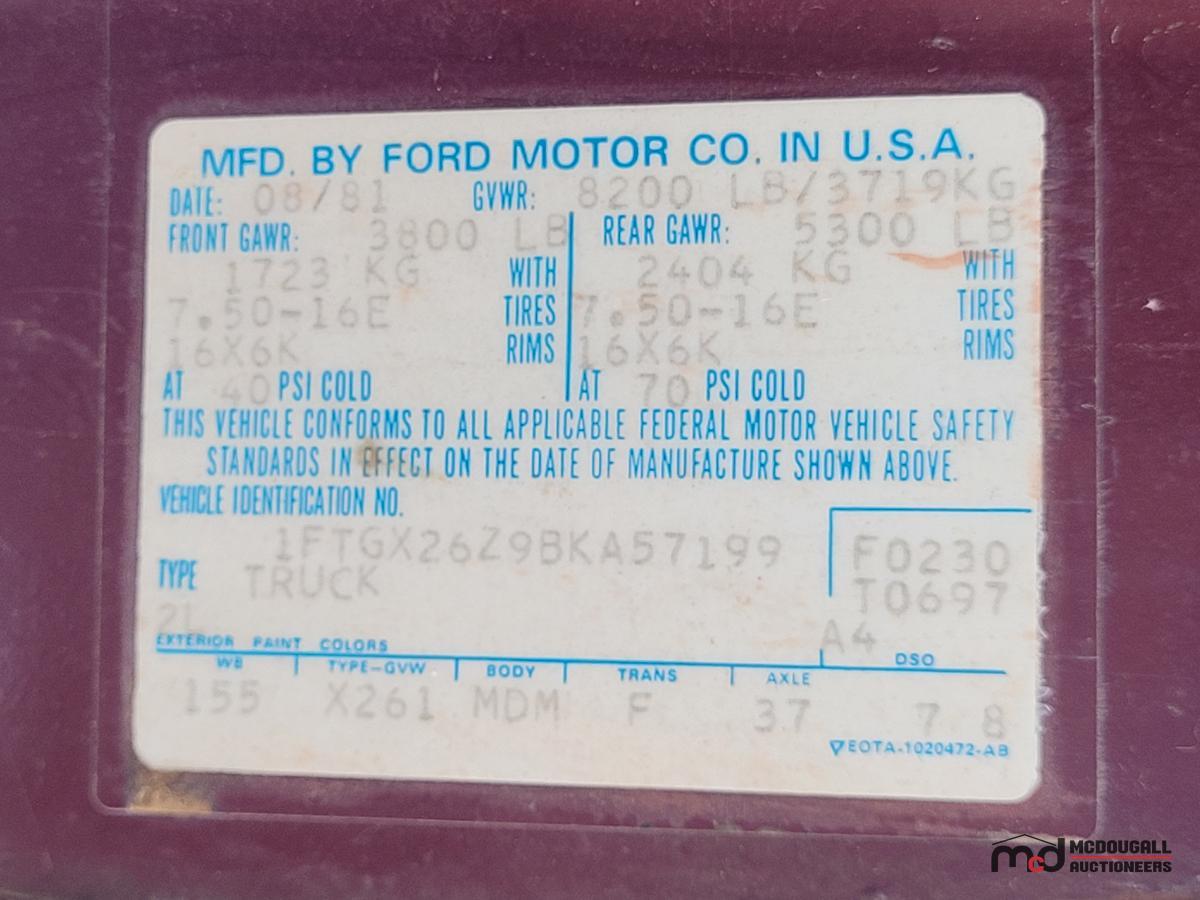 MFD. BY FORD MOTOR CO. IN U.S.A.
DATE: 08/81 GVWR: 8200 LB/3719KG
FRONT GAWR: 3800 LB REAR GAWR: 5300 LB
1723 KG WITH 2404 KG WITH
7.50-16E TIRES 7.50-16E TIRES
16X6K RIMS 16X6K RIMS
AT 40 PSI COLD AT 70 PSI COLD
THIS VEHICLE CONFORMS TO ALL APPLICABLE FEDERAL MOTOR VEHICLE SAFETY
STANDARDS IN EFFECT ON THE DATE OF MANUFACTURE SHOWN ABOVE.
VEHICLE IDENTIFICATION NO.
1FTGX26Z9BKA57199 F0230
TYPE TRUCK T0697
2L A4
EXTERIOR PAINT COLORS DSO
WB TYPE-GVW BODY TRANS AXLE
155 X261 MDM F 37 7 8
EOTA-1020472-AB
mcd MCDOUGALL
AUCTIONEERS